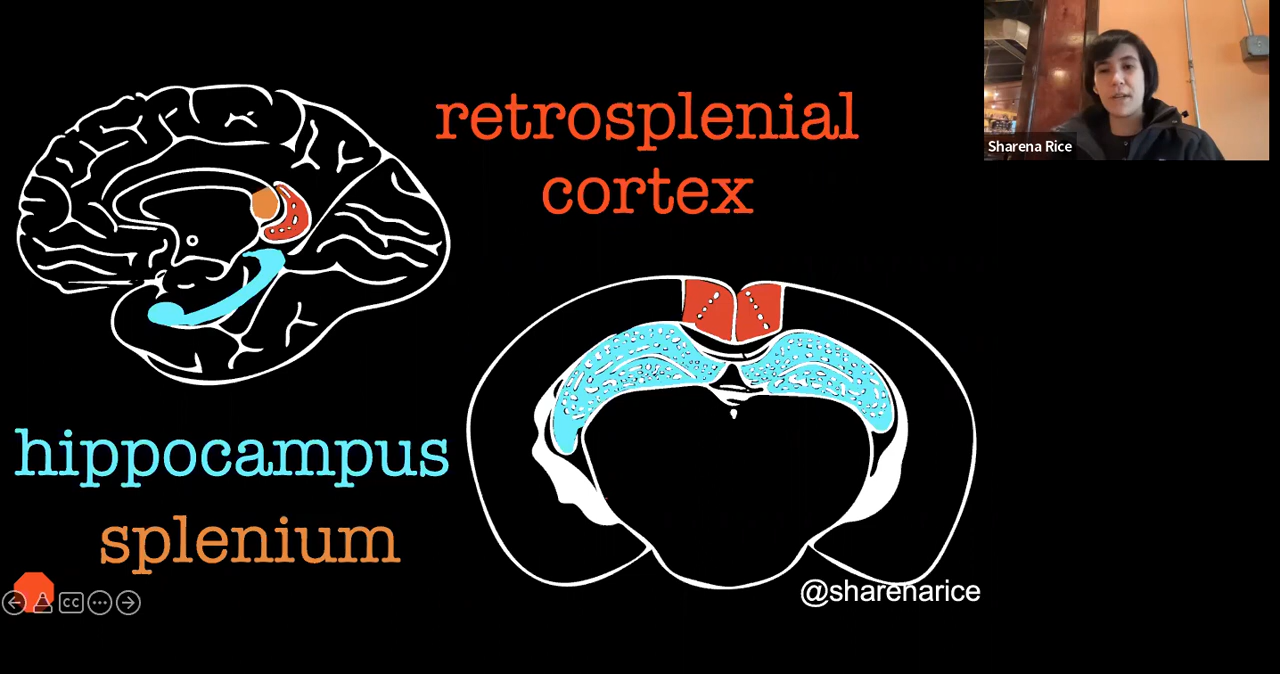 retrosplenial
cortex
Sharena Rice
hippocampus
splenium
CC
@sharenarice